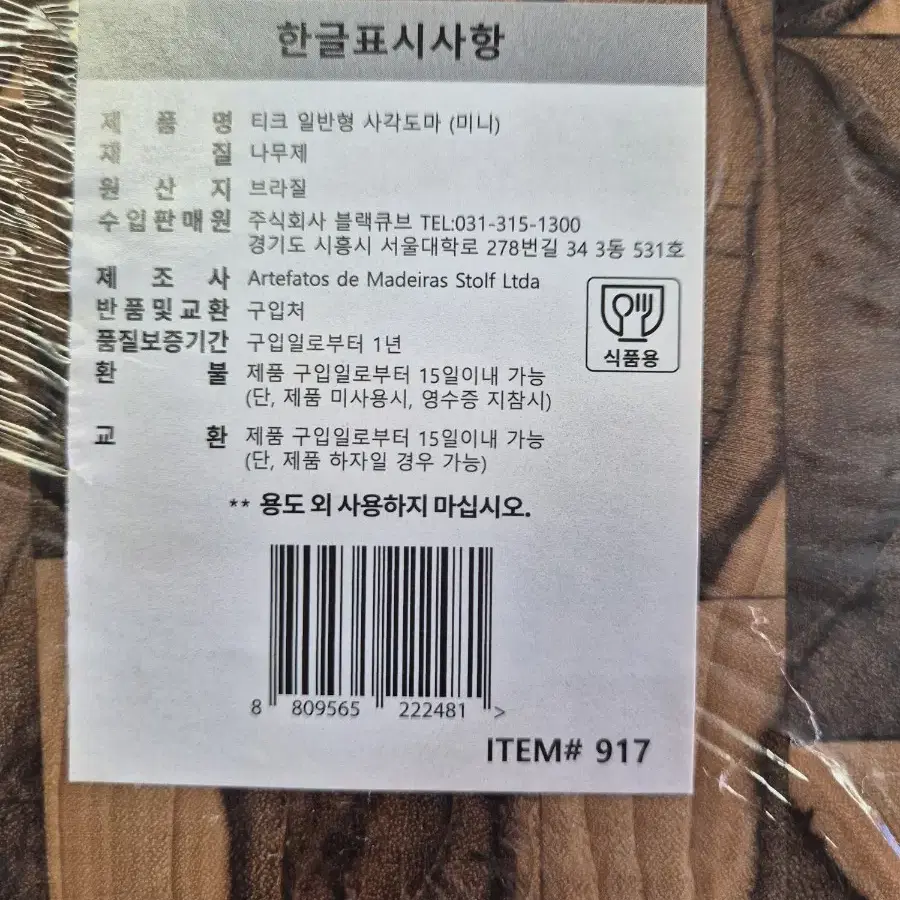 한글표시사항
제 품 명 티크 일반형 사각도마 (미니)
재 질 나무제
원 산 지 브라질
수입판매원 주식회사 블랙큐브 TEL:031-315-1300
경기도 시흥시 서울대학로 278번길 34 3동 531호
제 조 사 Artefatos de Madeiras Stolf Ltda
반품및교환 구입처
품질보증기간 구입일로부터 1년
식품용
환 불 제품 구입일로부터 15일이내 가능
(단, 제품 미사용시, 영수증 지참시)
교 환 제품 구입일로부터 15일이내 가능
(단, 제품 하자일 경우 가능)
** 용도 외 사용하지 마십시오.
8 809565 222481 >
ITEM# 917